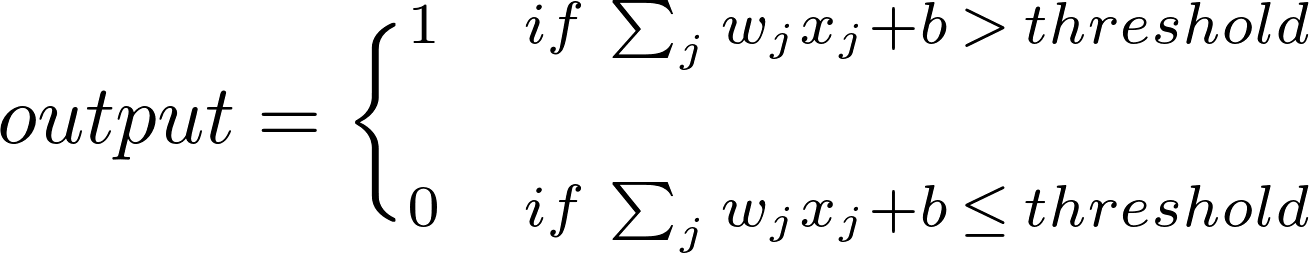 1 if ∑_j w_j x_j + b > threshold
output = {
0 if ∑_j w_j x_j + b ≤ threshold